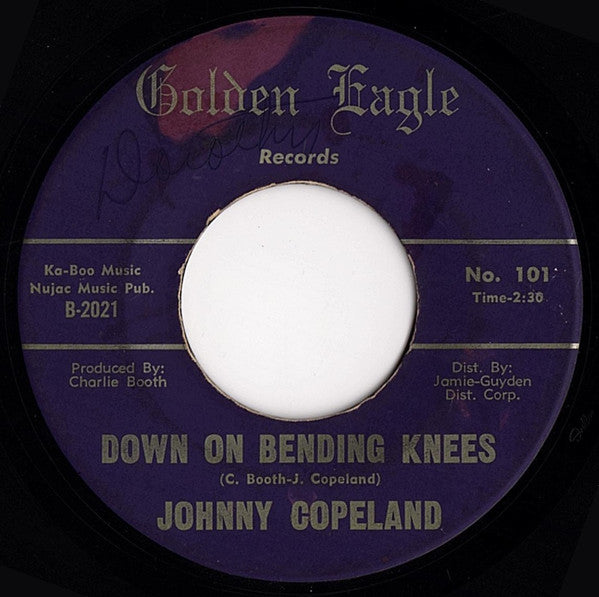 Golden Eagle
Dorothy
Records
Ka-Boo Music
Nujac Music Pub.
B-2021
No. 101
Time-2:30
Produced By:
Charlie Booth
Dist. By:
Jamie-Guyden
Dist. Corp.
DOWN ON BENDING KNEES
(C. Booth-J. Copeland)
JOHNNY COPELAND